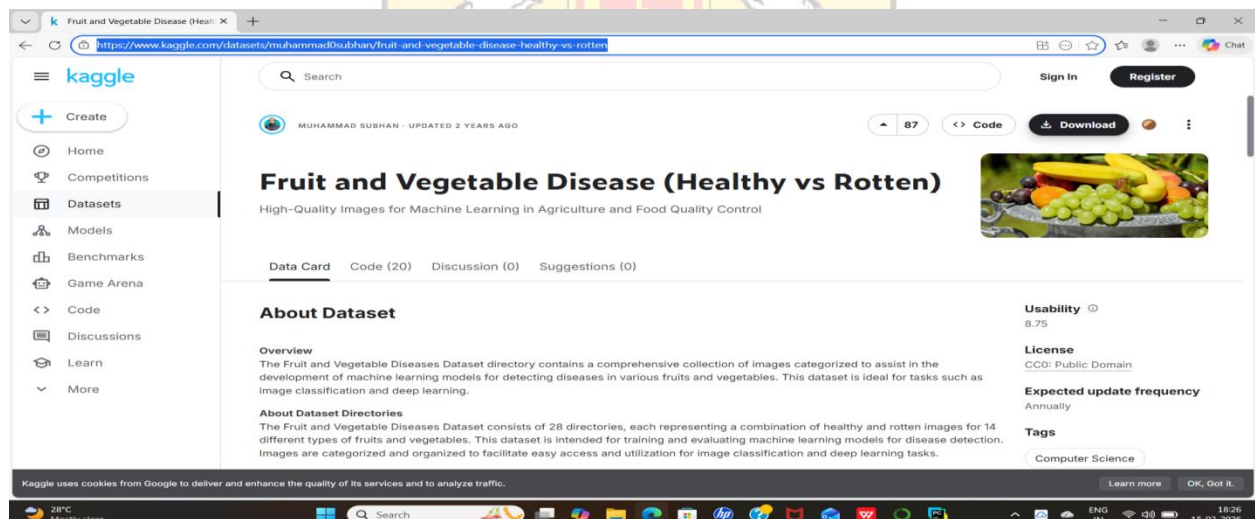 Fruit and Vegetable Disease (Healt
https://www.kaggle.com/datasets/muhammad0subhan/fruit-and-vegetable-disease-healthy-vs-rotten
Chat
kaggle
Search
Sign In
Register
Create
MUHAMMAD SUBHAN · UPDATED 2 YEARS AGO
87
<> Code
Download
Home
Competitions
Datasets
Models
Benchmarks
Game Arena
Code
Discussions
Learn
More
Fruit and Vegetable Disease (Healthy vs Rotten)
High-Quality Images for Machine Learning in Agriculture and Food Quality Control
Data Card Code (20) Discussion (0) Suggestions (0)
About Dataset
Overview
The Fruit and Vegetable Diseases Dataset directory contains a comprehensive collection of images categorized to assist in the
development of machine learning models for detecting diseases in various fruits and vegetables. This dataset is ideal for tasks such as
image classification and deep learning.
About Dataset Directories
The Fruit and Vegetable Diseases Dataset consists of 28 directories, each representing a combination of healthy and rotten images for 14
different types of fruits and vegetables. This dataset is intended for training and evaluating machine learning models for disease detection.
Images are categorized and organized to facilitate easy access and utilization for image classification and deep learning tasks.
Usability
8.75
License
CC0: Public Domain
Expected update frequency
Annually
Tags
Computer Science
Kaggle uses cookies from Google to deliver and enhance the quality of its services and to analyze traffic.
Learn more
OK, Got it.
28°C
Mostly clear
Search
ENG
IN
18:26